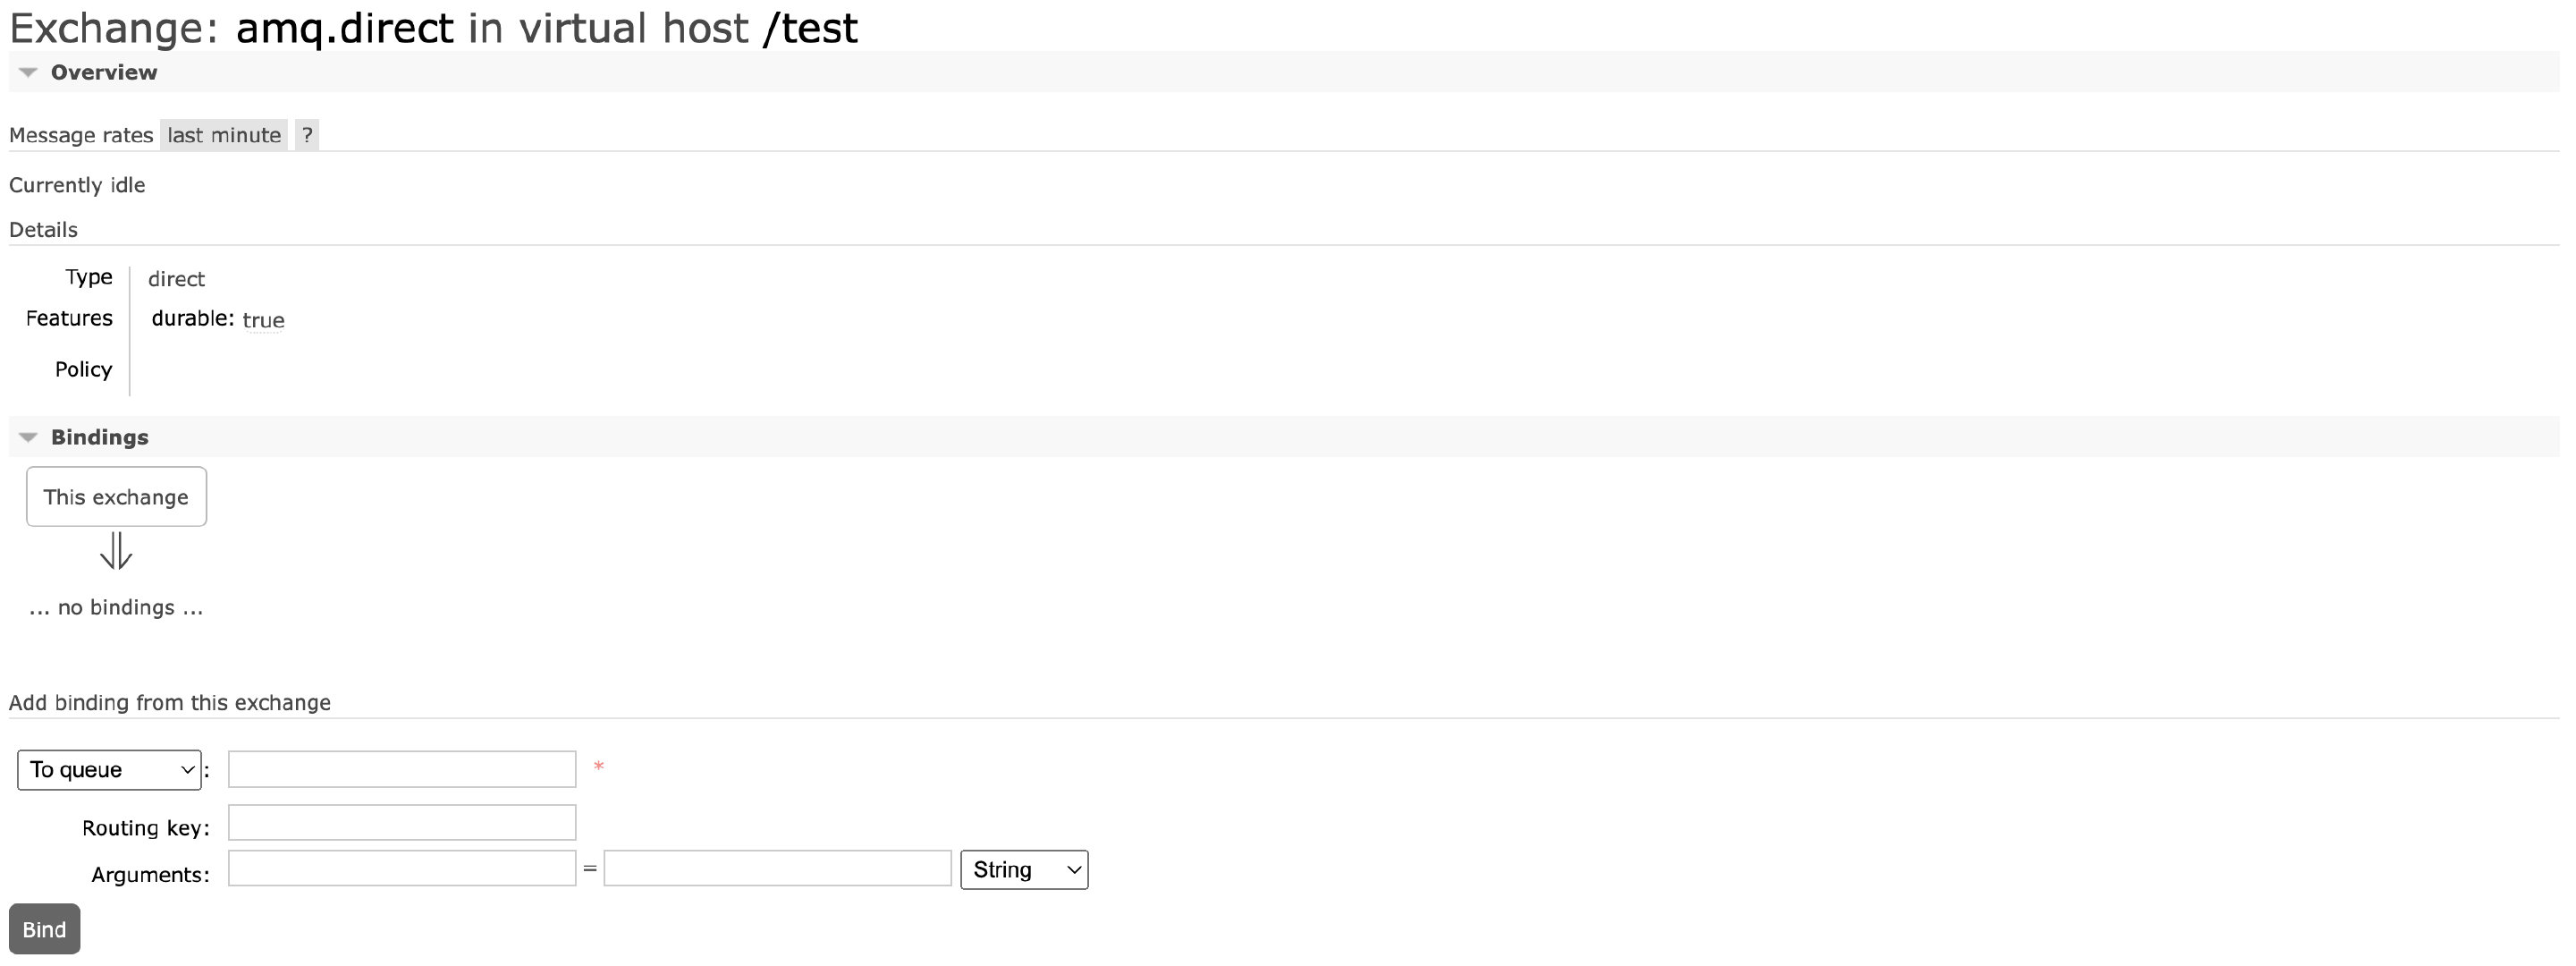 Exchange: amq.direct in virtual host /test
Overview
Message rates last minute ?
Currently idle
Details
Type direct
Features durable: true
Policy
Bindings
This exchange
⇓
... no bindings ...
Add binding from this exchange
To queue : *
Routing key:
Arguments: = String
Bind